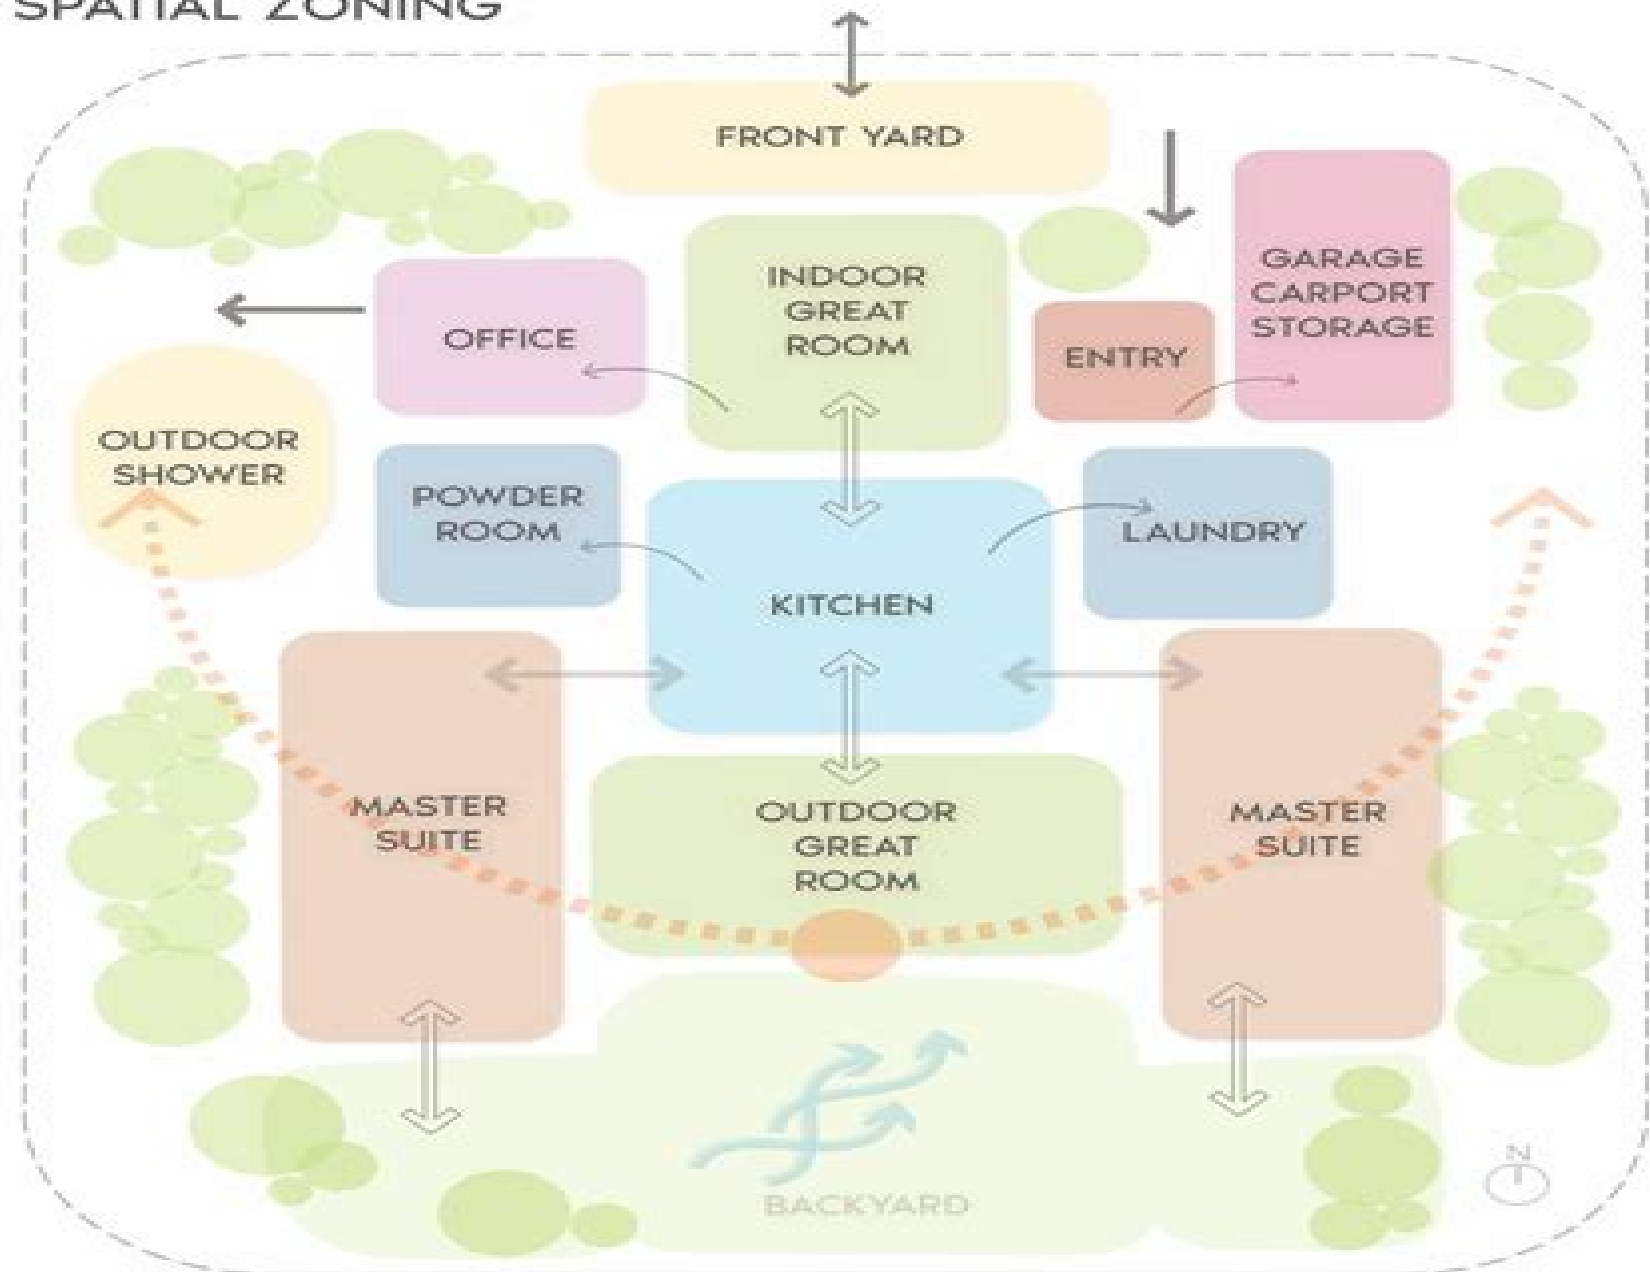 SPATIAL ZONING
FRONT YARD
INDOOR
GREAT
ROOM
GARAGE
CARPORT
STORAGE
OFFICE
ENTRY
OUTDOOR
SHOWER
POWDER
ROOM
LAUNDRY
KITCHEN
MASTER
SUITE
OUTDOOR
GREAT
ROOM
MASTER
SUITE
BACKYARD
N